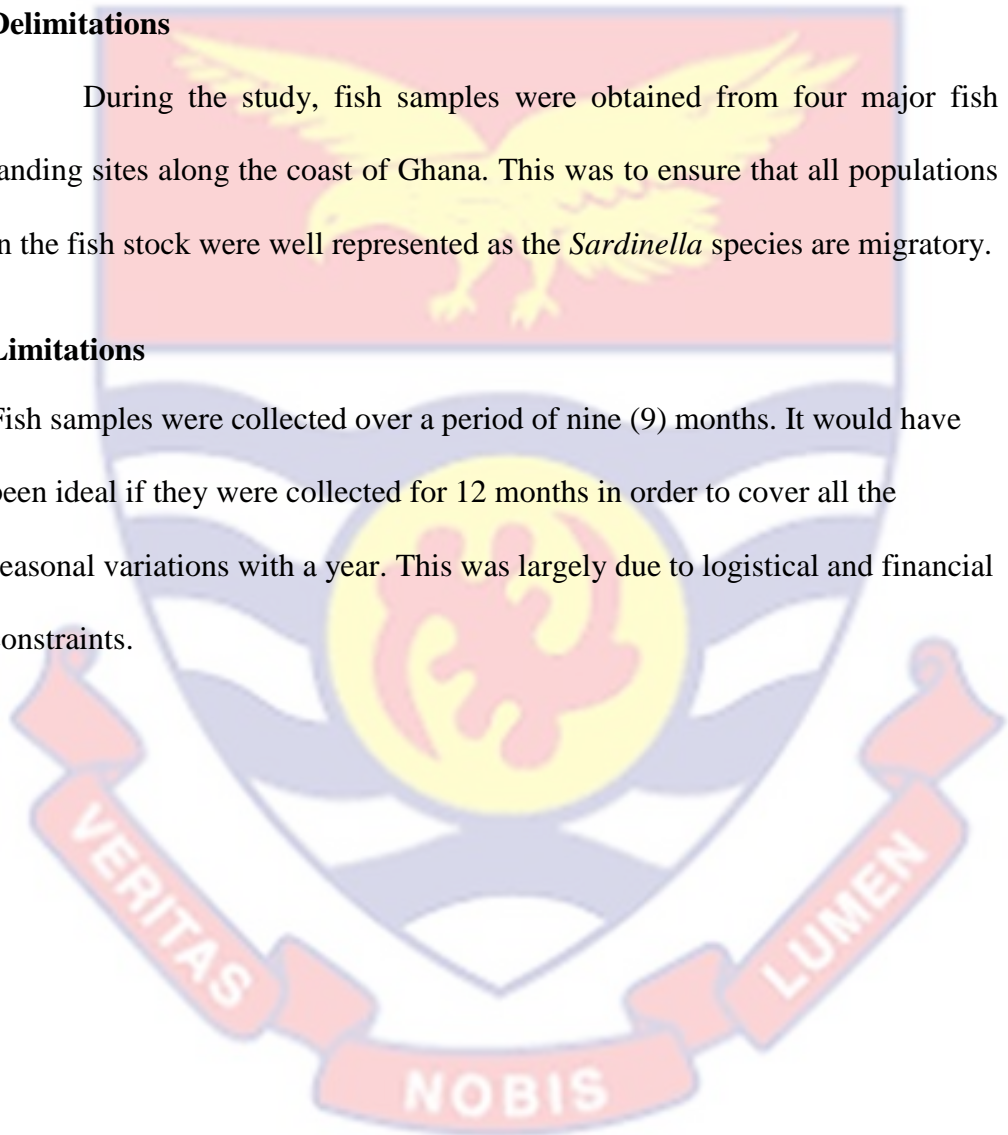 Delimitations
During the study, fish samples were obtained from four major fish
landing sites along the coast of Ghana. This was to ensure that all populations
in the fish stock were well represented as the Sardinella species are migratory.
Limitations
Fish samples were collected over a period of nine (9) months. It would have
been ideal if they were collected for 12 months in order to cover all the
seasonal variations with a year. This was largely due to logistical and financial
constraints.
VERITAS
NOBIS
LUMEN